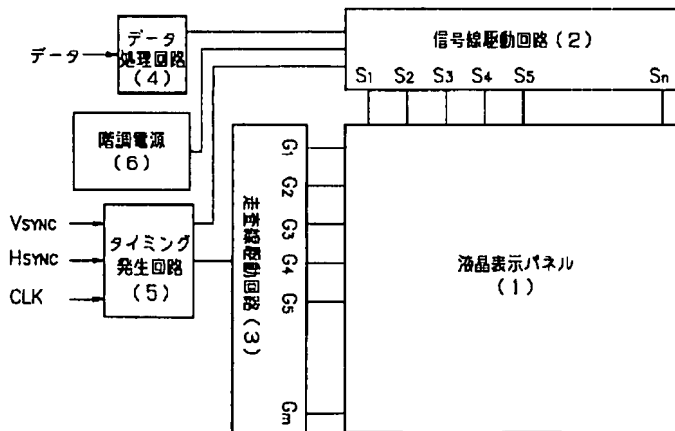 データ
データ
処理回路
(4)
信号線駆動回路(2)
S1 S2 S3 S4 S5 Sn
階調電源
(6)
VSYNC
HSYNC
CLK
タイミング
発生回路
(5)
走査線駆動回路(3)
G1
G2
G3
G4
G5
Gm
液晶表示パネル
(1)